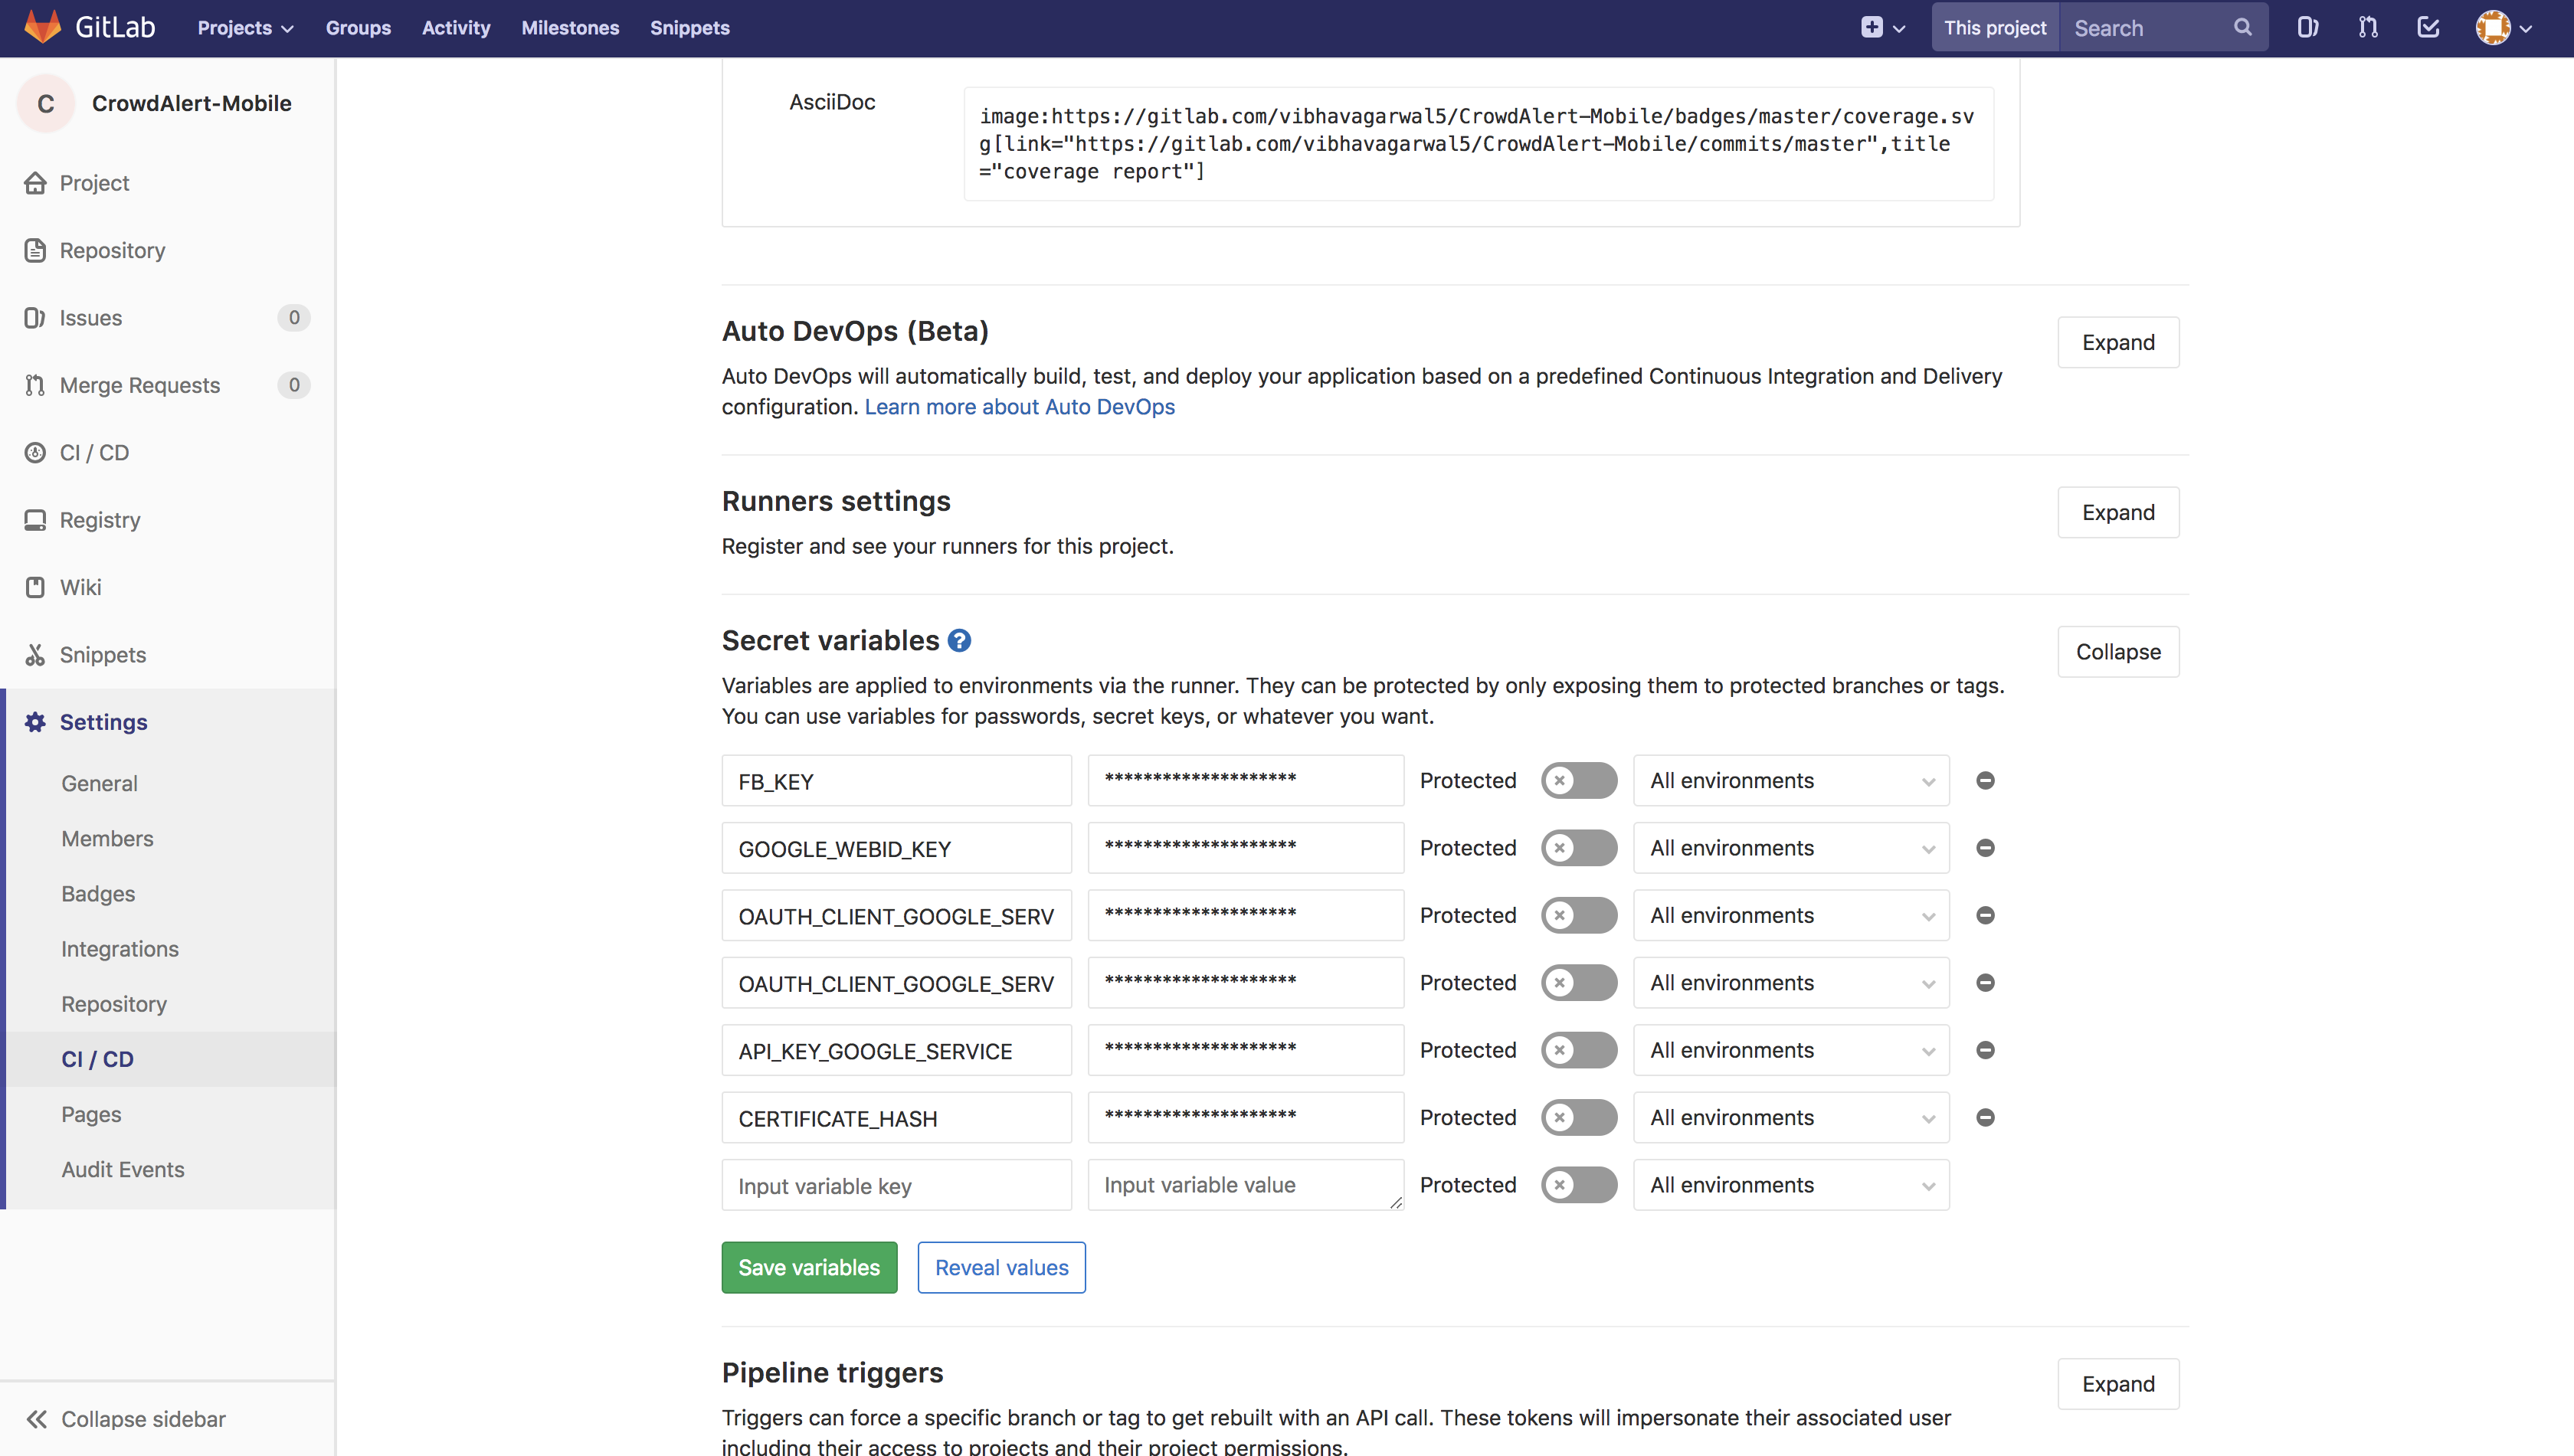 GitLab
Projects
Groups
Activity
Milestones
Snippets
This project
Search
C
CrowdAlert-Mobile
Project
Repository
Issues
0
Merge Requests
0
CI / CD
Registry
Wiki
Snippets
Settings
General
Members
Badges
Integrations
Repository
CI / CD
Pages
Audit Events
Collapse sidebar
AsciiDoc
image:https://gitlab.com/vibhavagarwal5/CrowdAlert-Mobile/badges/master/coverage.sv
g[link="https://gitlab.com/vibhavagarwal5/CrowdAlert-Mobile/commits/master",title
="coverage report"]
Auto DevOps (Beta)
Expand
Auto DevOps will automatically build, test, and deploy your application based on a predefined Continuous Integration and Delivery
configuration. Learn more about Auto DevOps
Runners settings
Expand
Register and see your runners for this project.
Secret variables ?
Collapse
Variables are applied to environments via the runner. They can be protected by only exposing them to protected branches or tags.
You can use variables for passwords, secret keys, or whatever you want.
FB_KEY ******************** Protected All environments
GOOGLE_WEBID_KEY ******************** Protected All environments
OAUTH_CLIENT_GOOGLE_SERV ******************** Protected All environments
OAUTH_CLIENT_GOOGLE_SERV ******************** Protected All environments
API_KEY_GOOGLE_SERVICE ******************** Protected All environments
CERTIFICATE_HASH ******************** Protected All environments
Input variable key Input variable value Protected All environments
Save variables
Reveal values
Pipeline triggers
Expand
Triggers can force a specific branch or tag to get rebuilt with an API call. These tokens will impersonate their associated user
including their access to projects and their project permissions.